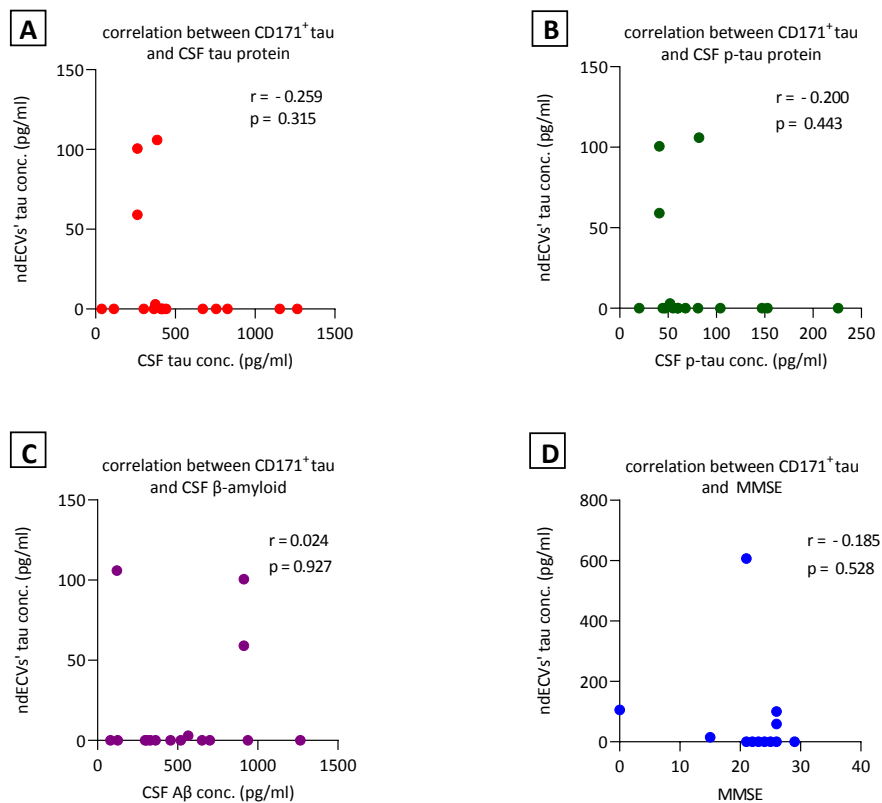 A
correlation between CD171+ tau
and CSF tau protein
r = - 0.259
p = 0.315
ndECVs' tau conc. (pg/ml)
150
100
50
0
0 500 1000 1500
CSF tau conc. (pg/ml)
B
correlation between CD171+ tau
and CSF p-tau protein
r = - 0.200
p = 0.443
ndECVs' tau conc. (pg/ml)
150
100
50
0
0 50 100 150 200 250
CSF p-tau conc. (pg/ml)
C
correlation between CD171+ tau
and CSF β-amyloid
r = 0.024
p = 0.927
ndECVs' tau conc. (pg/ml)
150
100
50
0
0 500 1000 1500
CSF Aβ conc. (pg/ml)
D
correlation between CD171+ tau
and MMSE
r = - 0.185
p = 0.528
ndECVs' tau conc. (pg/ml)
800
600
400
200
0
0 10 20 30 40
MMSE